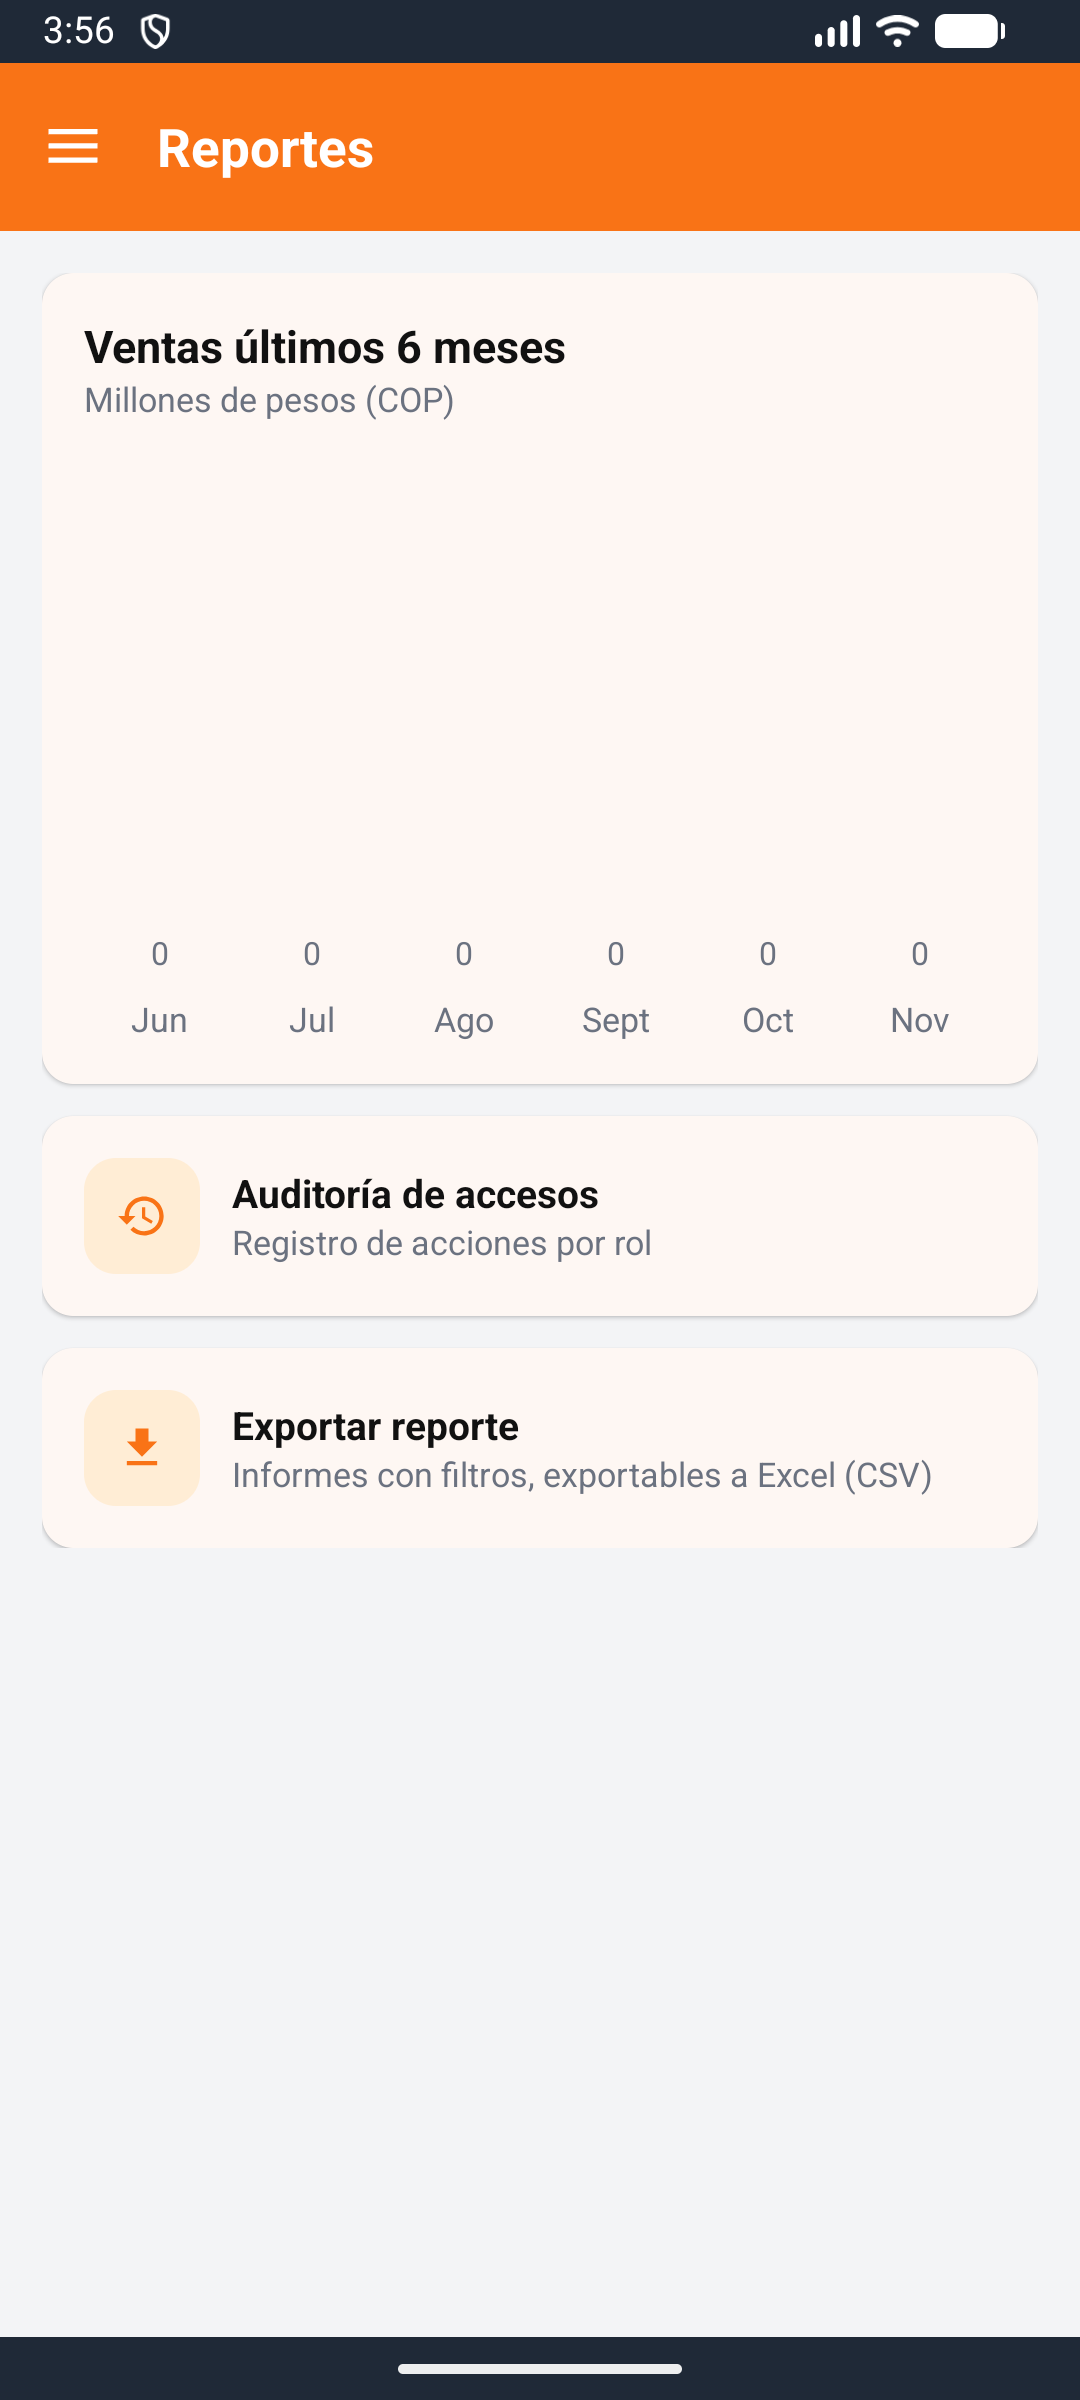 3:56
Reportes
Ventas últimos 6 meses
Millones de pesos (COP)
0 0 0 0 0 0
Jun Jul Ago Sept Oct Nov
Auditoría de accesos
Registro de acciones por rol
Exportar reporte
Informes con filtros, exportables a Excel (CSV)